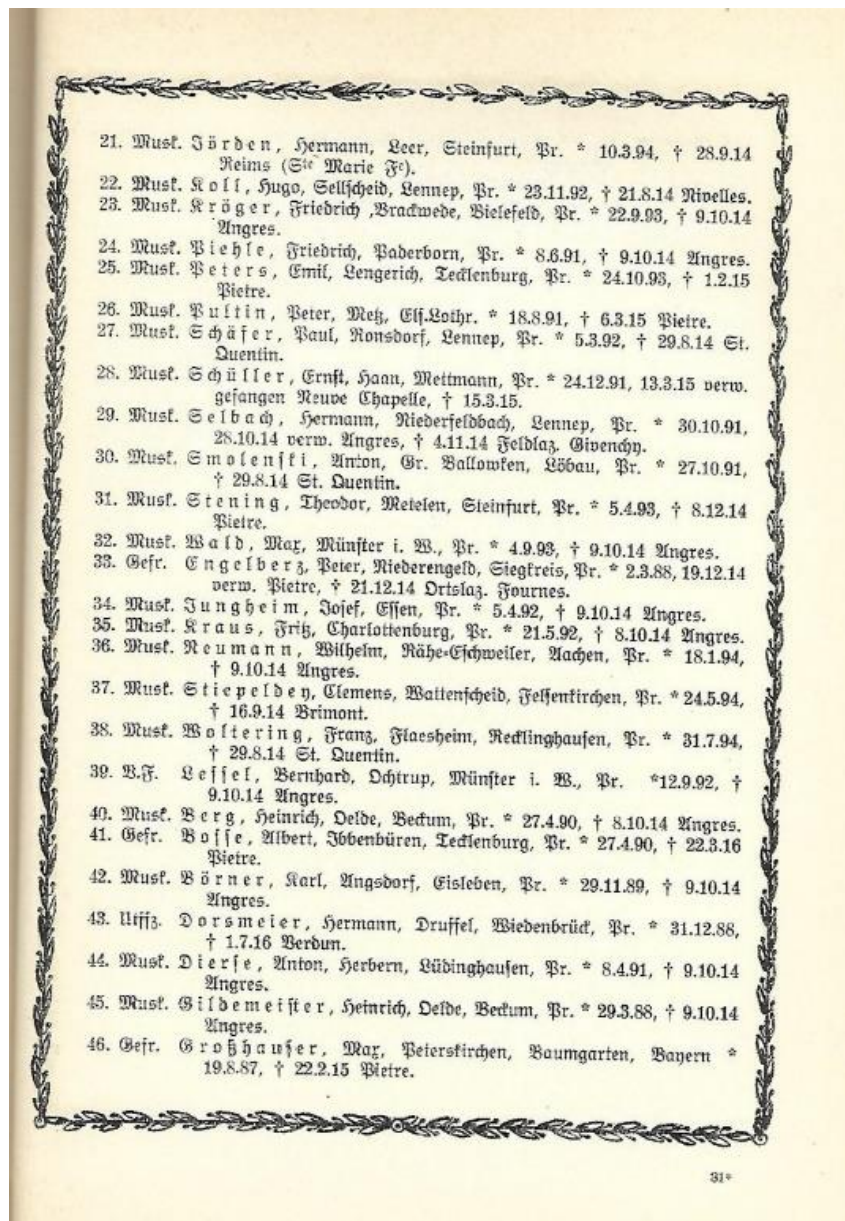 21. Musk. Jörden, Hermann, Leer, Steinfurt, Pr. * 10.3.94, † 28.9.14
Reims (Ste Marie Fe).
22. Musk. Koll, Hugo, Sellscheid, Lennep, Pr. * 23.11.92, † 21.8.14 Nivelles.
23. Musk. Kröger, Friedrich ,Brackwede, Bielefeld, Pr. * 22.9.93, † 9.10.14
Angres.
24. Musk. Piehle, Friedrich, Paderborn, Pr. * 8.6.91, † 9.10.14 Angres.
25. Musk. Peters, Emil, Lengerich, Tecklenburg, Pr. * 24.10.93, † 1.2.15
Pietre.
26. Musk. Pultin, Peter, Metz, Els.Lothr. * 18.8.91, † 6.3.15 Pietre.
27. Musk. Schäfer, Paul, Ronsdorf, Lennep, Pr. * 5.3.92, † 29.8.14 St.
Quentin.
28. Musk. Schüller, Ernst, Haan, Mettmann, Pr. * 24.12.91, 13.3.15 verw.
gefangen Neuve Chapelle, † 15.3.15.
29. Musk. Selbach, Hermann, Niederfeldbach, Lennep, Pr. * 30.10.91,
28.10.14 verw. Angres, † 4.11.14 Feldlaz. Givenchy.
30. Musk. Smolenski, Anton, Gr. Ballowken, Löbau, Pr. * 27.10.91,
† 29.8.14 St. Quentin.
31. Musk. Stening, Theodor, Metelen, Steinfurt, Pr. * 5.4.93, † 8.12.14
Pietre.
32. Musk. Wald, Max, Münster i. W., Pr. * 4.9.93, † 9.10.14 Angres.
33. Gefr. Engelberz, Peter, Niederengeld, Siegkreis, Pr. * 2.3.88, 19.12.14
verw. Pietre, † 21.12.14 Ortslaz. Fournes.
34. Musk. Jungheim, Josef, Essen, Pr. * 5.4.92, † 9.10.14 Angres.
35. Musk. Kraus, Fritz, Charlottenburg, Pr. * 21.5.92, † 8.10.14 Angres.
36. Musk. Neumann, Wilhelm, Rähe-Eschweiler, Aachen, Pr. * 18.1.94,
† 9.10.14 Angres.
37. Musk. Stiepeldey, Clemens, Wattenscheid, Felsenkirchen, Pr. * 24.5.94,
† 16.9.14 Brimont.
38. Musk. Woltering, Franz, Flaesheim, Recklinghausen, Pr. * 31.7.94,
† 29.8.14 St. Quentin.
39. V.F. Leffel, Bernhard, Ochtrup, Münster i. W., Pr. *12.9.92, †
9.10.14 Angres.
40. Musk. Berg, Heinrich, Oelde, Beckum, Pr. * 27.4.90, † 8.10.14 Angres.
41. Gefr. Bosse, Albert, Ibbenbüren, Tecklenburg, Pr. * 27.4.90, † 22.3.16
Pietre.
42. Musk. Börner, Karl, Angsdorf, Eisleben, Pr. * 29.11.89, † 9.10.14
Angres.
43. Utffz. Dorsmeier, Hermann, Druffel, Wiedenbrück, Pr. * 31.12.88,
† 1.7.16 Verdun.
44. Musk. Dierse, Anton, Herbern, Lüdinghausen, Pr. * 8.4.91, † 9.10.14
Angres.
45. Musk. Gildemeister, Heinrich, Oelde, Beckum, Pr. * 29.3.88, † 9.10.14
Angres.
46. Gefr. Großhauser, Max, Peterskirchen, Baumgarten, Bayern *
19.8.87, † 22.2.15 Pietre.
31*